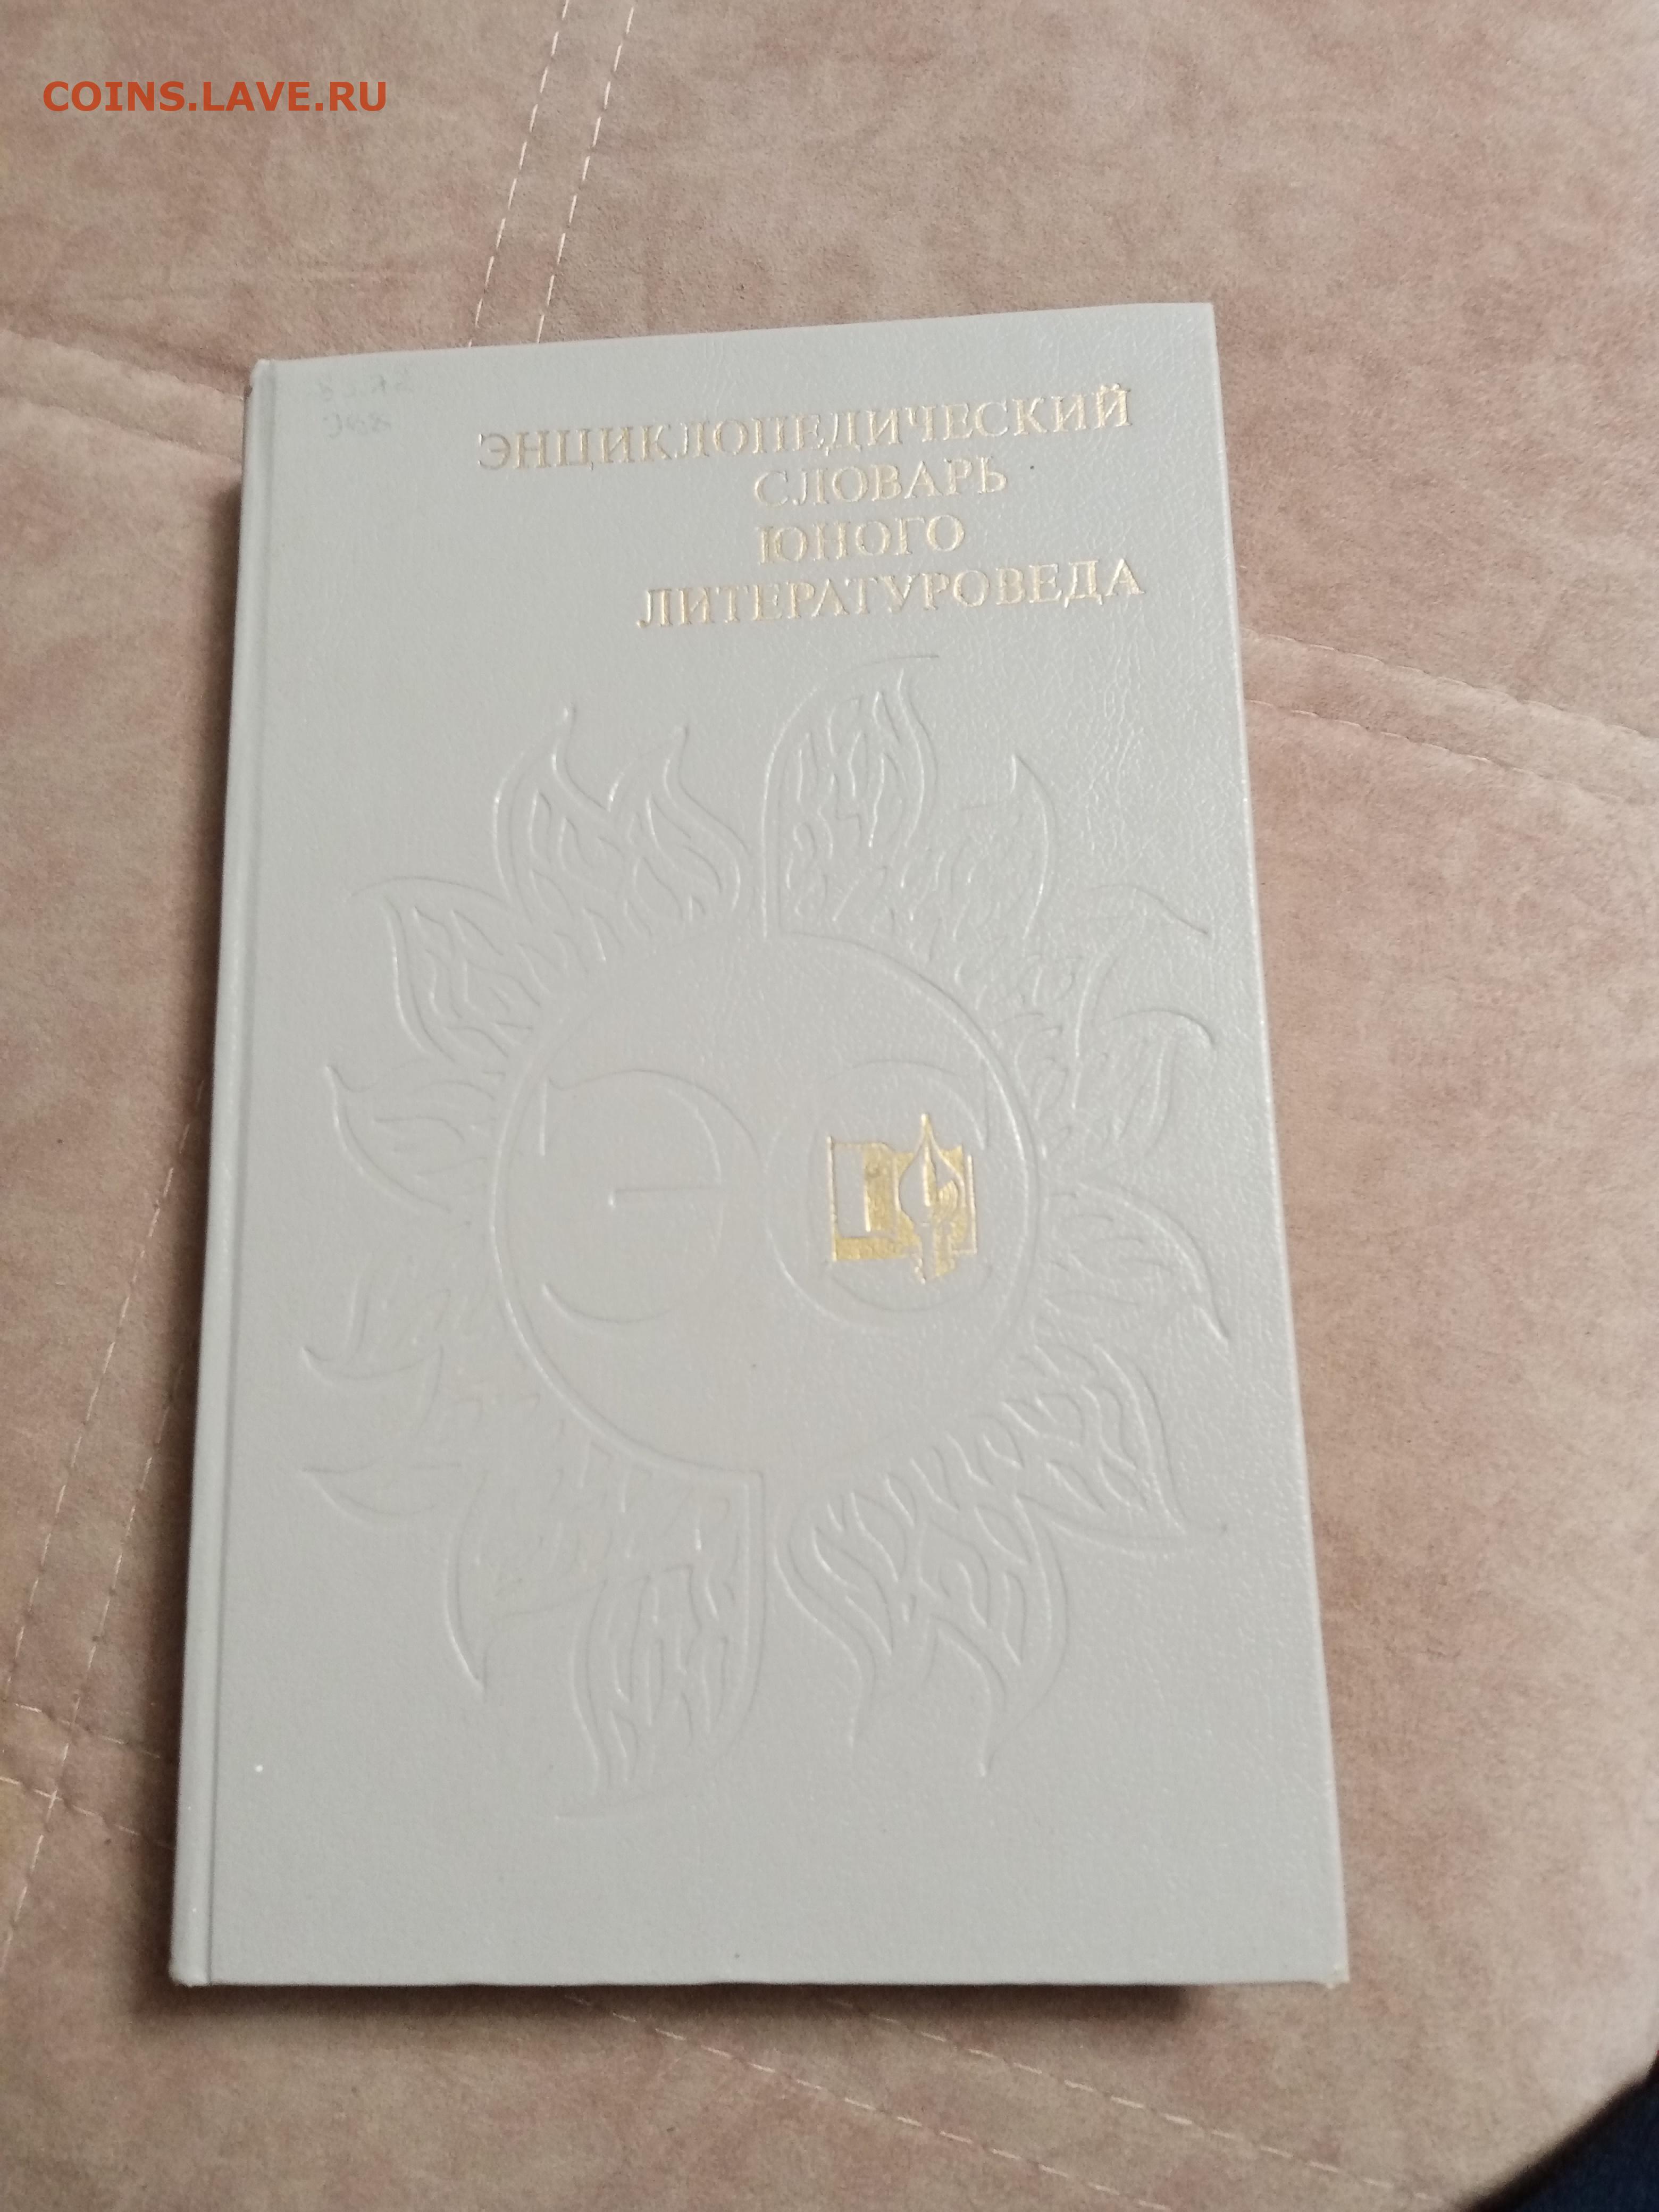 COINS.LAVE.RU
ЭНЦИКЛОПЕДИЧЕСКИЙ
СЛОВАРЬ
ЮНОГО
ЛИТЕРАТУРОВЕДА